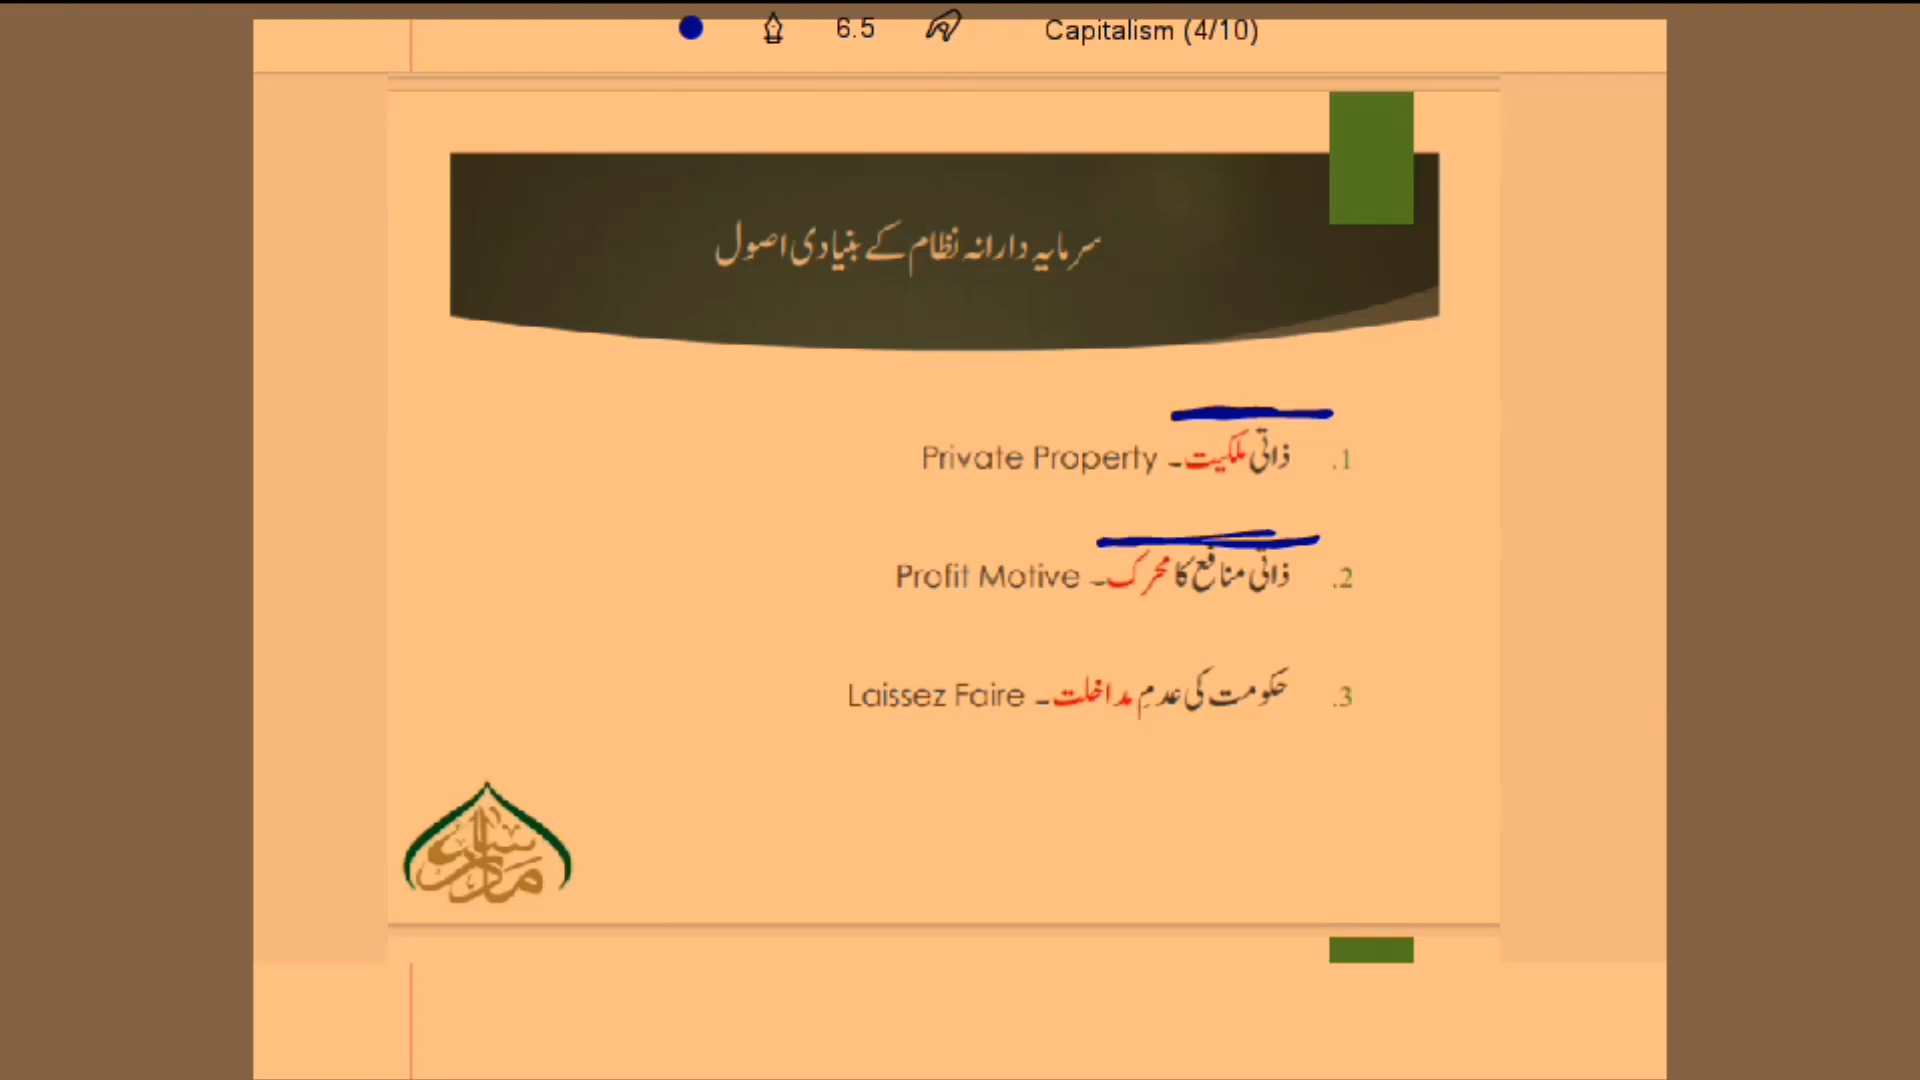 6.5 Capitalism (4/10)
سرمایہ دارانہ نظام کے بنیادی اصول
1. ذاتی ملکیت۔ Private Property
2. ذاتی منافع کا محرک۔ Profit Motive
3. حکومت کی عدمِ مداخلت۔ Laissez Faire